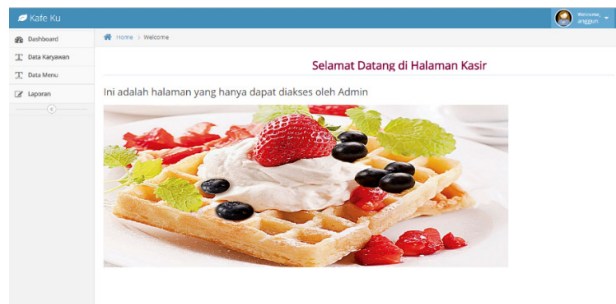 Kafe Ku
Welcome,
anggun
Dashboard
Data Karyawan
Data Menu
Laporan
Home > Welcome
Selamat Datang di Halaman Kasir
Ini adalah halaman yang hanya dapat diakses oleh Admin